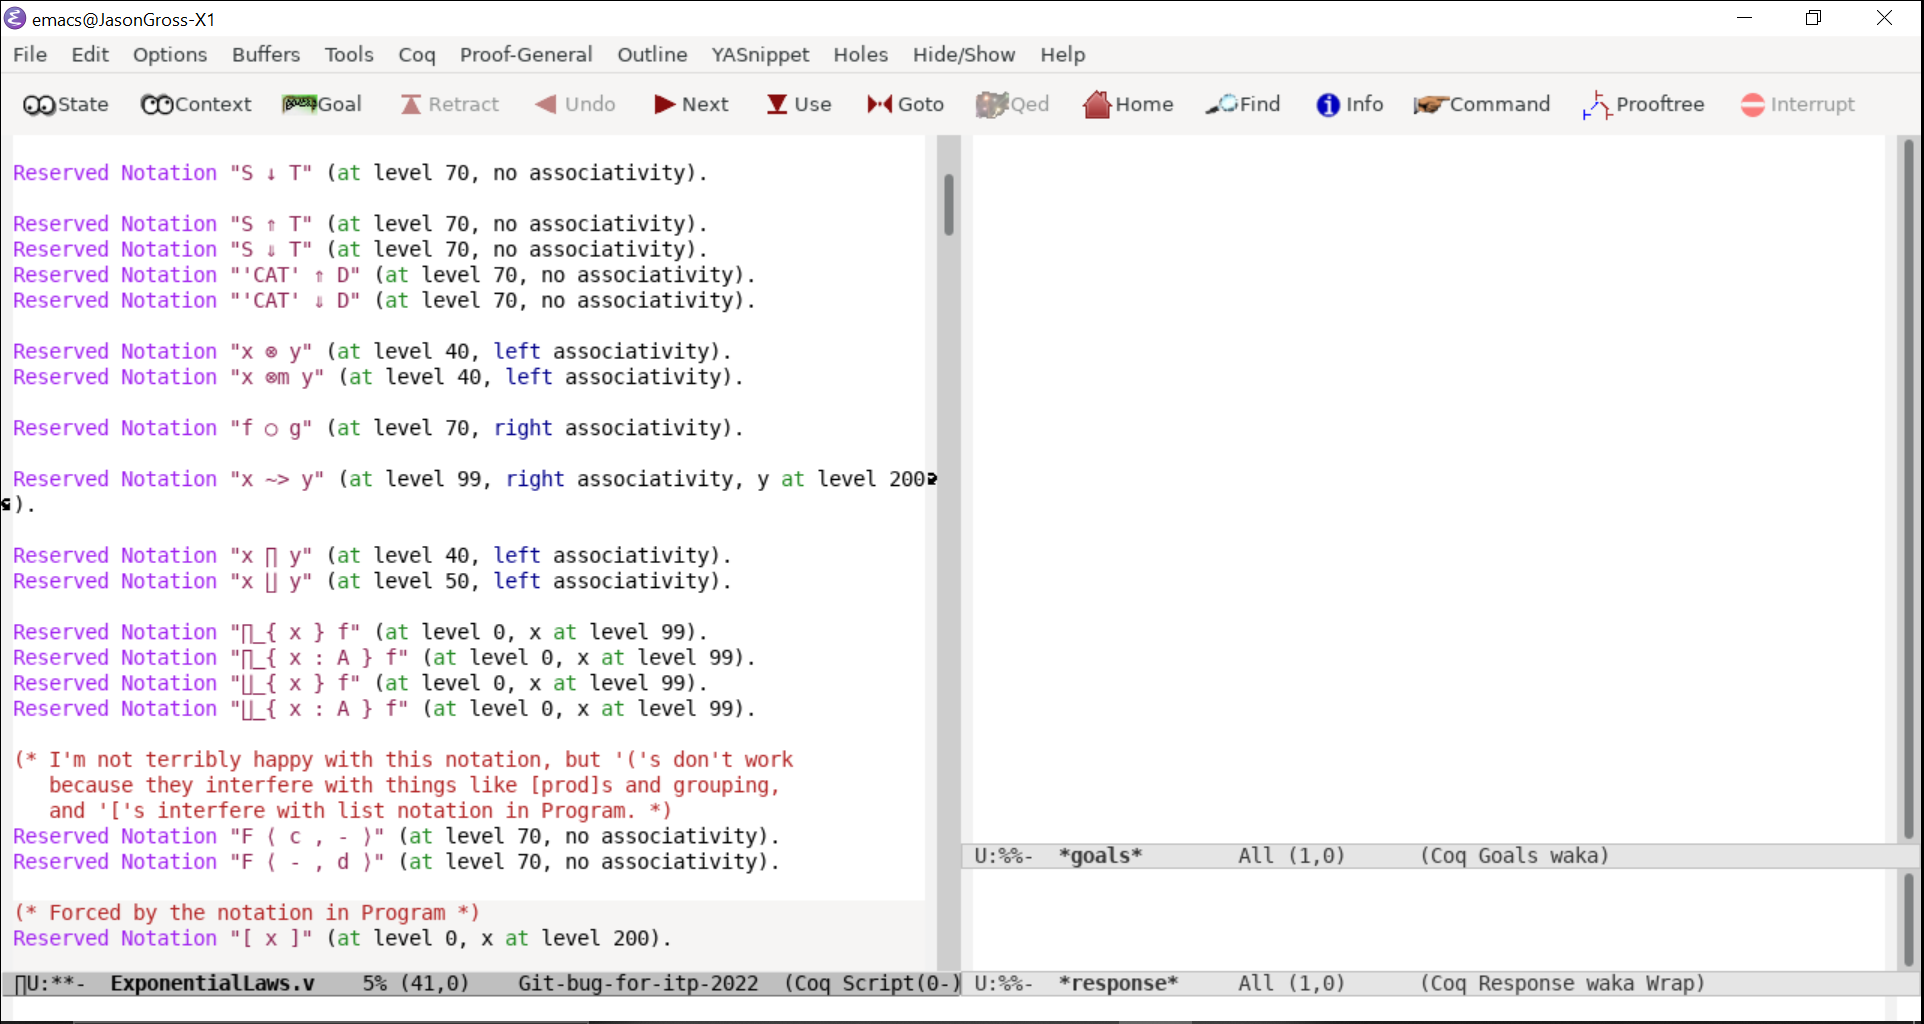 emacs@JasonGross-X1
File Edit Options Buffers Tools Coq Proof-General Outline YASnippet Holes Hide/Show Help
State Context Goal Retract Undo Next Use Goto Qed Home Find Info Command Prooftree Interrupt
Reserved Notation "S ↓ T" (at level 70, no associativity).
Reserved Notation "S ⇑ T" (at level 70, no associativity).
Reserved Notation "S ⇓ T" (at level 70, no associativity).
Reserved Notation "'CAT' ⇑ D" (at level 70, no associativity).
Reserved Notation "'CAT' ⇓ D" (at level 70, no associativity).
Reserved Notation "x ⊗ y" (at level 40, left associativity).
Reserved Notation "x ⊗m y" (at level 40, left associativity).
Reserved Notation "f ○ g" (at level 70, right associativity).
Reserved Notation "x ~> y" (at level 99, right associativity, y at level 200
).
Reserved Notation "x ∏ y" (at level 40, left associativity).
Reserved Notation "x ∐ y" (at level 50, left associativity).
Reserved Notation "∏_{ x } f" (at level 0, x at level 99).
Reserved Notation "∏_{ x : A } f" (at level 0, x at level 99).
Reserved Notation "∐_{ x } f" (at level 0, x at level 99).
Reserved Notation "∐_{ x : A } f" (at level 0, x at level 99).
(* I'm not terribly happy with this notation, but '('s don't work
because they interfere with things like [prod]s and grouping,
and '['s interfere with list notation in Program. *)
Reserved Notation "F ⟨ c , - ⟩" (at level 70, no associativity).
Reserved Notation "F ⟨ - , d ⟩" (at level 70, no associativity).
(* Forced by the notation in Program *)
Reserved Notation "[ x ]" (at level 0, x at level 200).
∏U:**- ExponentialLaws.v 5% (41,0) Git-bug-for-itp-2022 (Coq Script(0-)
U:%%- *goals* All (1,0) (Coq Goals waka)
U:%%- *response* All (1,0) (Coq Response waka Wrap)